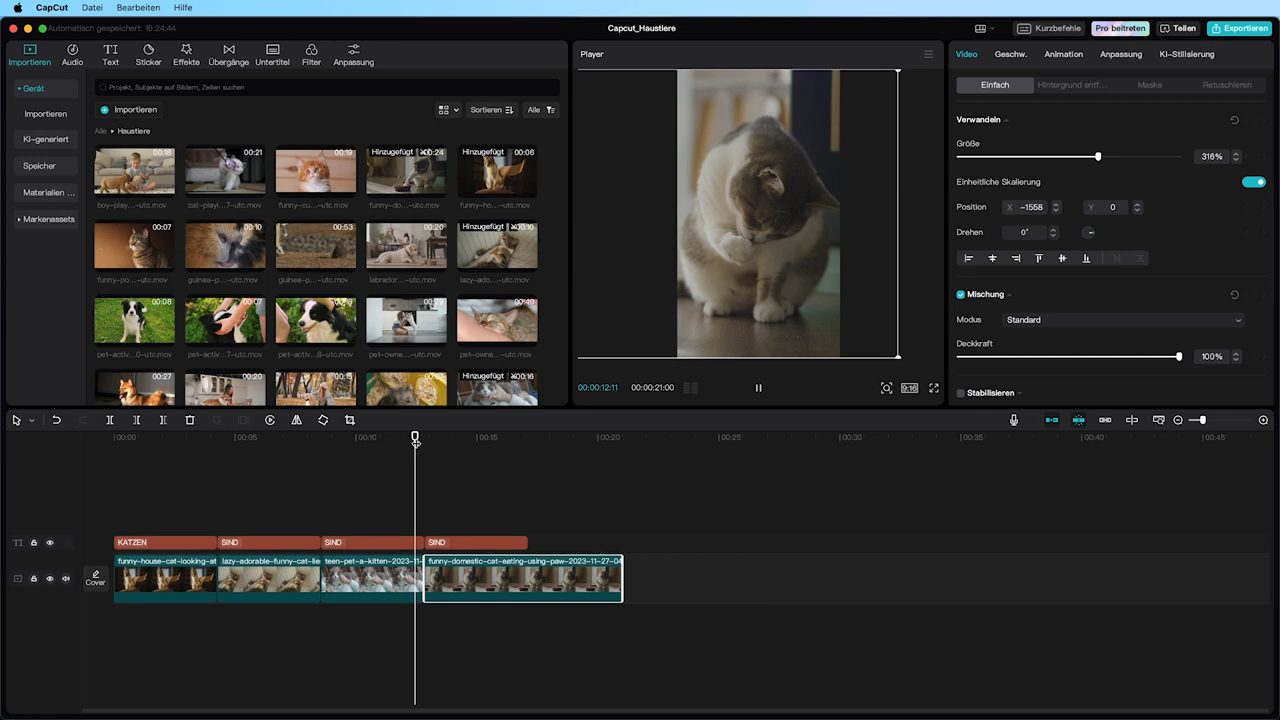 CapCut Datei Bearbeiten Hilfe
Automatisch gespeichert: 16:24:44
Capcut_Haustiere
Kurzbefehle
Pro beitreten
Teilen
Exportieren
Importieren Audio Text Sticker Effekte Übergänge Untertitel Filter Anpassung
Gerät
Importieren
KI-generiert
Speicher
Materialien ...
Markenassets
Projekt, Subjekte auf Bildern, Zeilen suchen
Importieren
Sortieren
Alle
Alle Haustiere
00:18 00:21 00:19 Hinzugefügt 00:24 Hinzugefügt 00:06
boy-play...-utc.mov cat-playi...-utc.mov funny-cu...-utc.mov funny-do...-utc.mov funny-ho...-utc.mov
00:07 00:10 00:53 00:20 Hinzugefügt 00:10
funny-po...-utc.mov guinea-p...-utc.mov guinea-p...-utc.mov labrador...-utc.mov lazy-ado...-utc.mov
00:08 00:07 00:29 00:40
pet-activ...0-utc.mov pet-activ...7-utc.mov pet-activ...8-utc.mov pet-owne...-utc.mov pet-owne...-utc.mov
00:27 00:20 00:15 00:07 Hinzugefügt 00:16
Player
00:00:12:11 00:00:21:00
9:16
Video Geschw. Animation Anpassung KI-Stilisierung
Einfach Hintergrund entf... Maske Retuschieren
Verwandeln
Größe
316%
Einheitliche Skalierung
Position X -1558 Y 0
Drehen 0°
Mischung
Modus Standard
Deckkraft
100%
Stabilisieren
00:00 00:05 00:10 00:15 00:20 00:25 00:30 00:35 00:40 00:45
TI KATZEN SIND SIND SIND
Cover
funny-house-cat-looking-at lazy-adorable-funny-cat-lie teen-pet-a-kitten-2023-11- funny-domestic-cat-eating-using-paw-2023-11-27-04